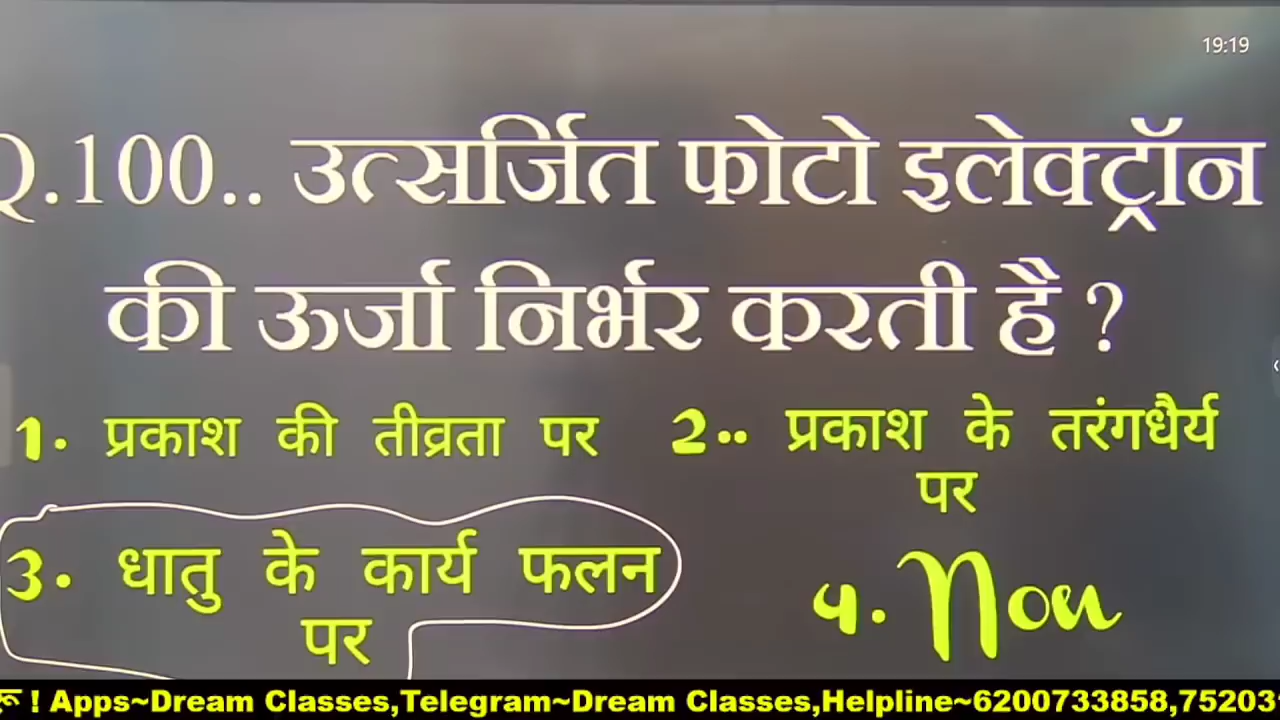 19:19
Q.100.. उत्सर्जित फोटो इलेक्ट्रॉन
की ऊर्जा निर्भर करती है ?
1. प्रकाश की तीव्रता पर
2.. प्रकाश के तरंगधैर्य
पर
3. धातु के कार्य फलन
पर
4. Non
! Apps~Dream Classes,Telegram~Dream Classes,Helpline~6200733858,75203